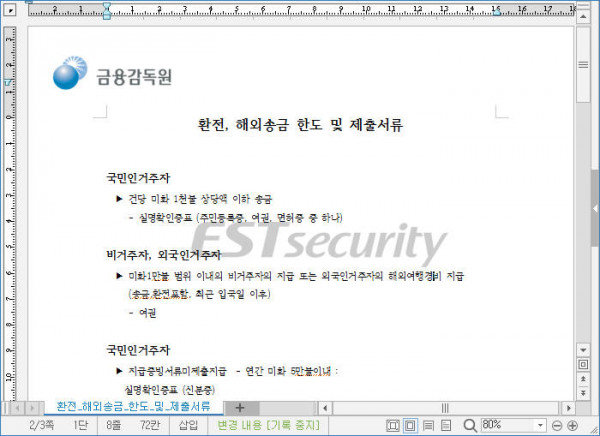 금융감독원
환전, 해외송금 한도 및 제출서류
국민인거주자
▶ 건당 미화 1천불 상당액 이하 송금
- 실명확인증표 (주민등록증, 여권, 면허증 중 하나)
ESTsecurity
비거주자, 외국인거주자
▶ 미화1만불 범위 이내의 비거주자의 지급 또는 외국인거주자의 해외여행경비 지급
(송금,환전포함, 최근 입국일 이후)
- 여권
국민인거주자
▶ 지급증빙서류미제출지급 - 연간 미화 5만불이내 :
실명확인증표 (신분증)
환전_해외송금_한도_및_제출서류
2/3쪽 1단 8줄 72칸 삽입 변경 내용 [기록 중지] 80%